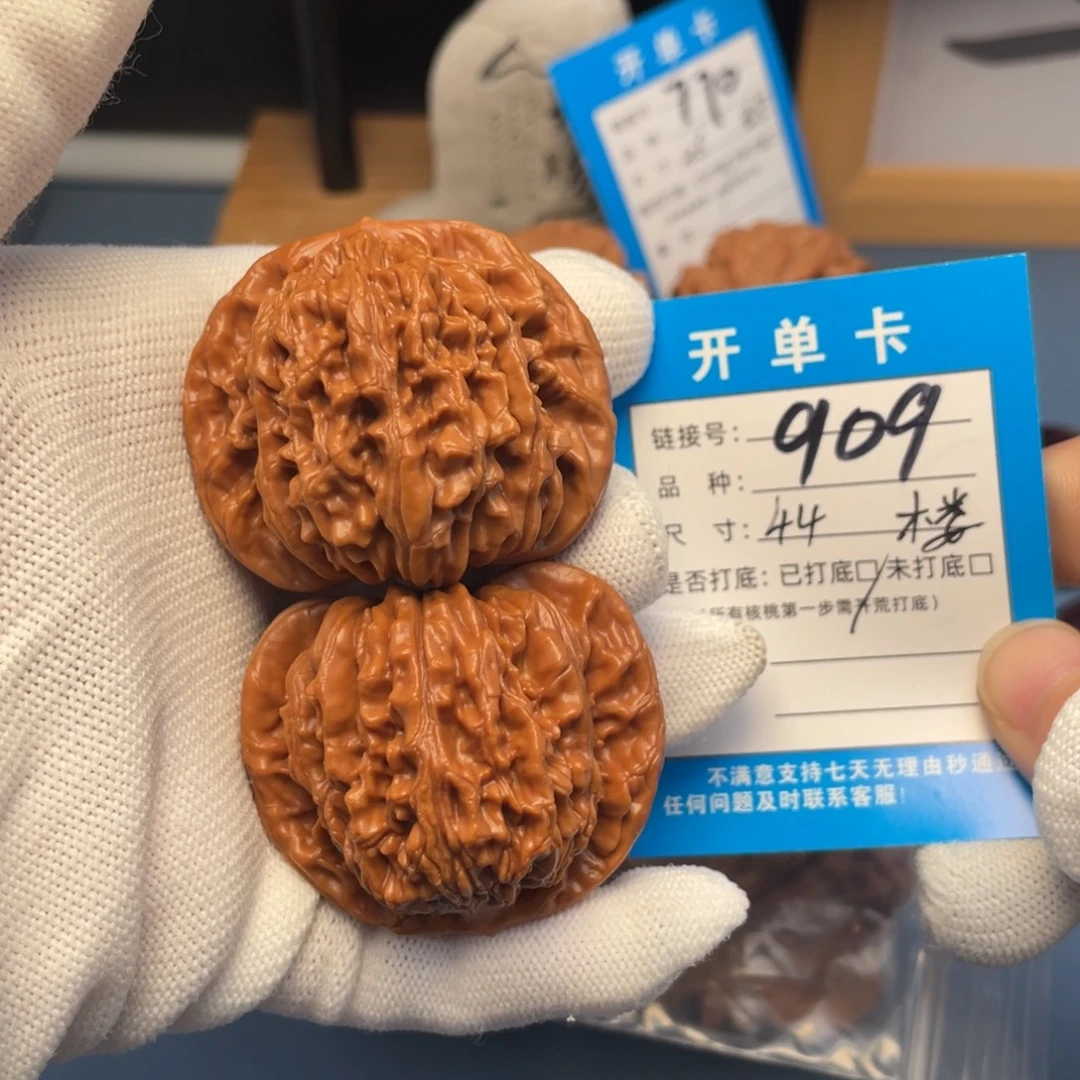 开单卡
770
开单卡
链接号: 909
品 种:
尺 寸: 44 楼
是否打底: 已打底□ 未打底□
所有核桃第一步需开荒打底)
不满意支持七天无理由秒通
任何问题及时联系客服!